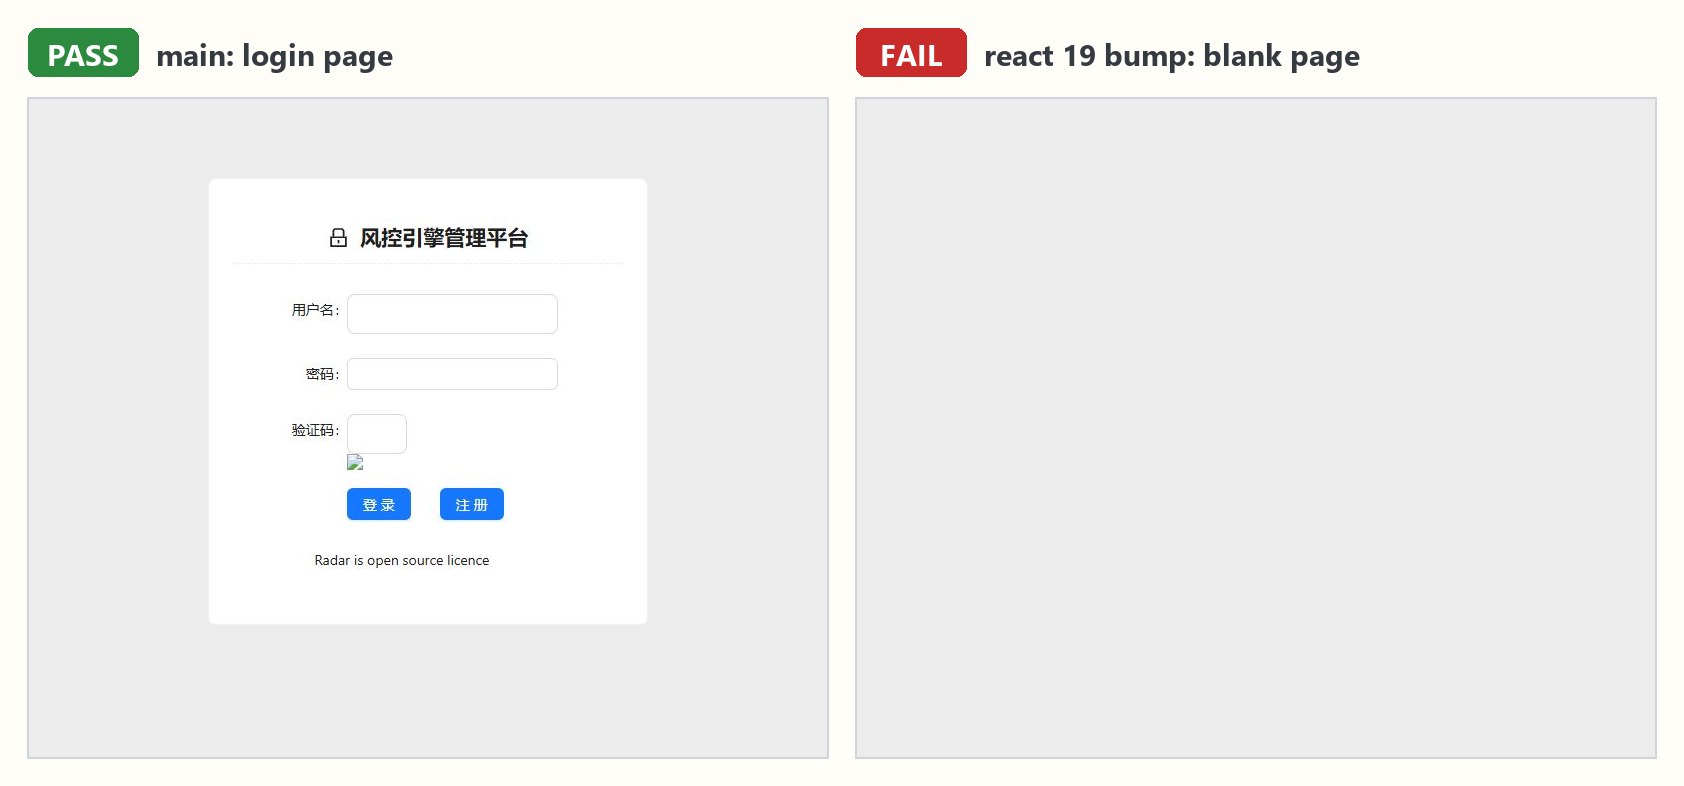 PASS main: login page
FAIL react 19 bump: blank page
风控引擎管理平台
用户名：
密码：
验证码：
登 录 注 册
Radar is open source licence